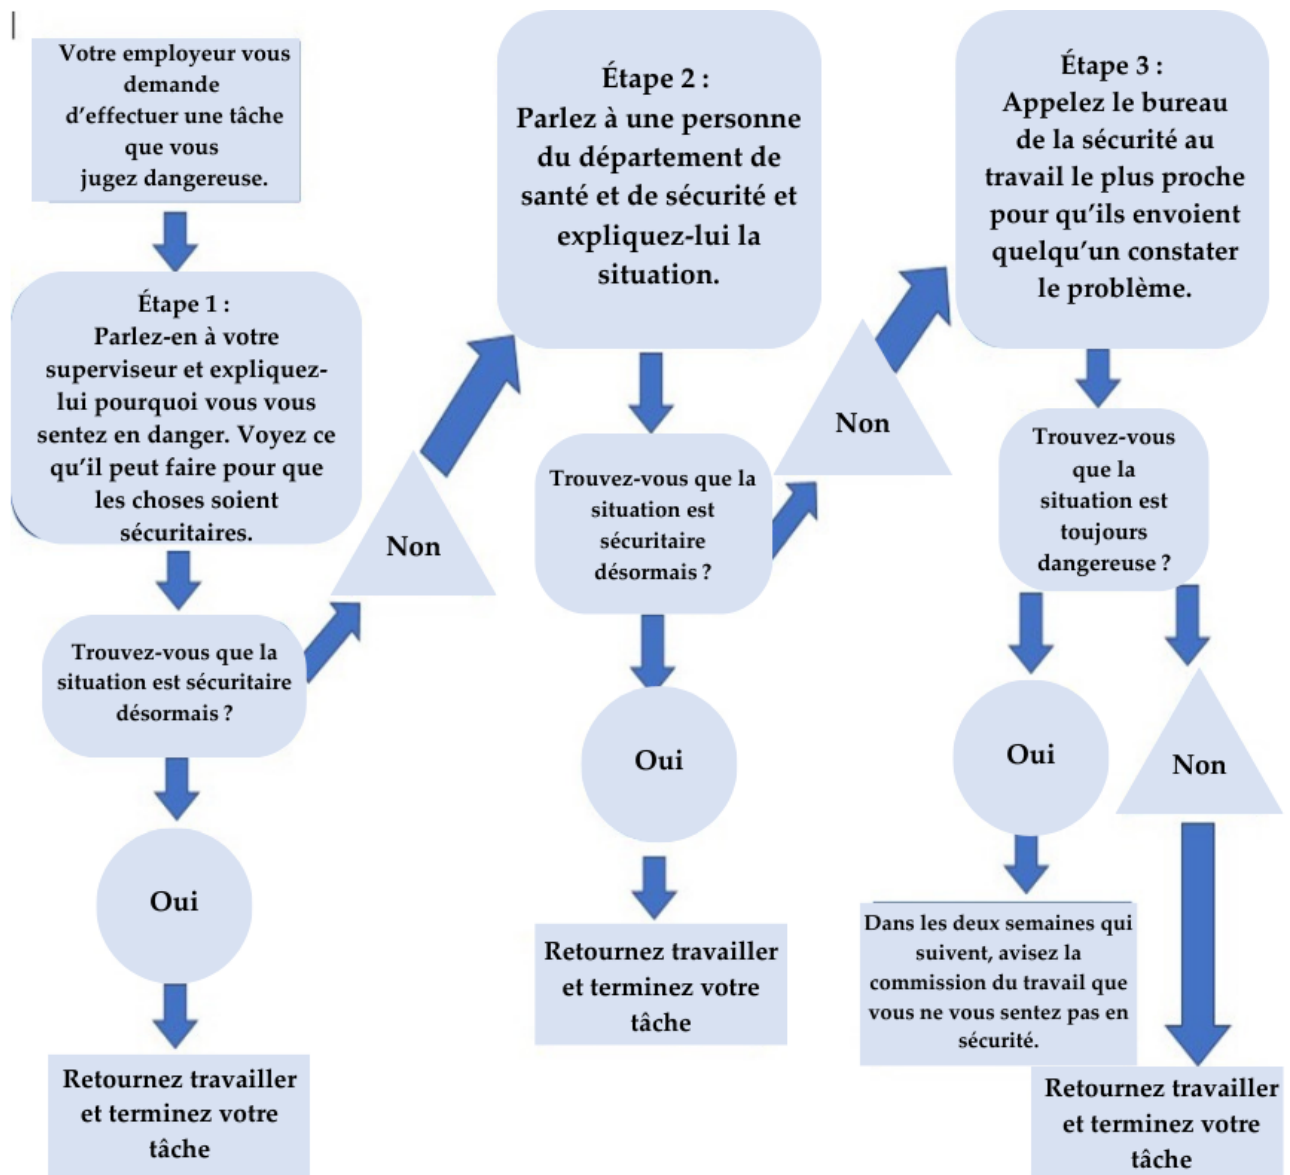 Votre employeur vous
demande
d'effectuer une tâche
que vous
jugez dangereuse.
Étape 1 :
Parlez-en à votre
superviseur et expliquez-
lui pourquoi vous vous
sentez en danger. Voyez ce
qu'il peut faire pour que
les choses soient
sécuritaires.
Trouvez-vous que la
situation est sécuritaire
désormais ?
Non
Oui
Retournez travailler
et terminez votre
tâche
Étape 2 :
Parlez à une personne
du département de
santé et de sécurité et
expliquez-lui la
situation.
Trouvez-vous que la
situation est
sécuritaire
désormais ?
Non
Oui
Retournez travailler
et terminez votre
tâche
Étape 3 :
Appelez le bureau
de la sécurité au
travail le plus proche
pour qu'ils envoient
quelqu'un constater
le problème.
Trouvez-vous
que la
situation est
toujours
dangereuse ?
Oui
Non
Dans les deux semaines qui
suivent, avisez la
commission du travail que
vous ne vous sentez pas en
sécurité.
Retournez travailler
et terminez votre
tâche